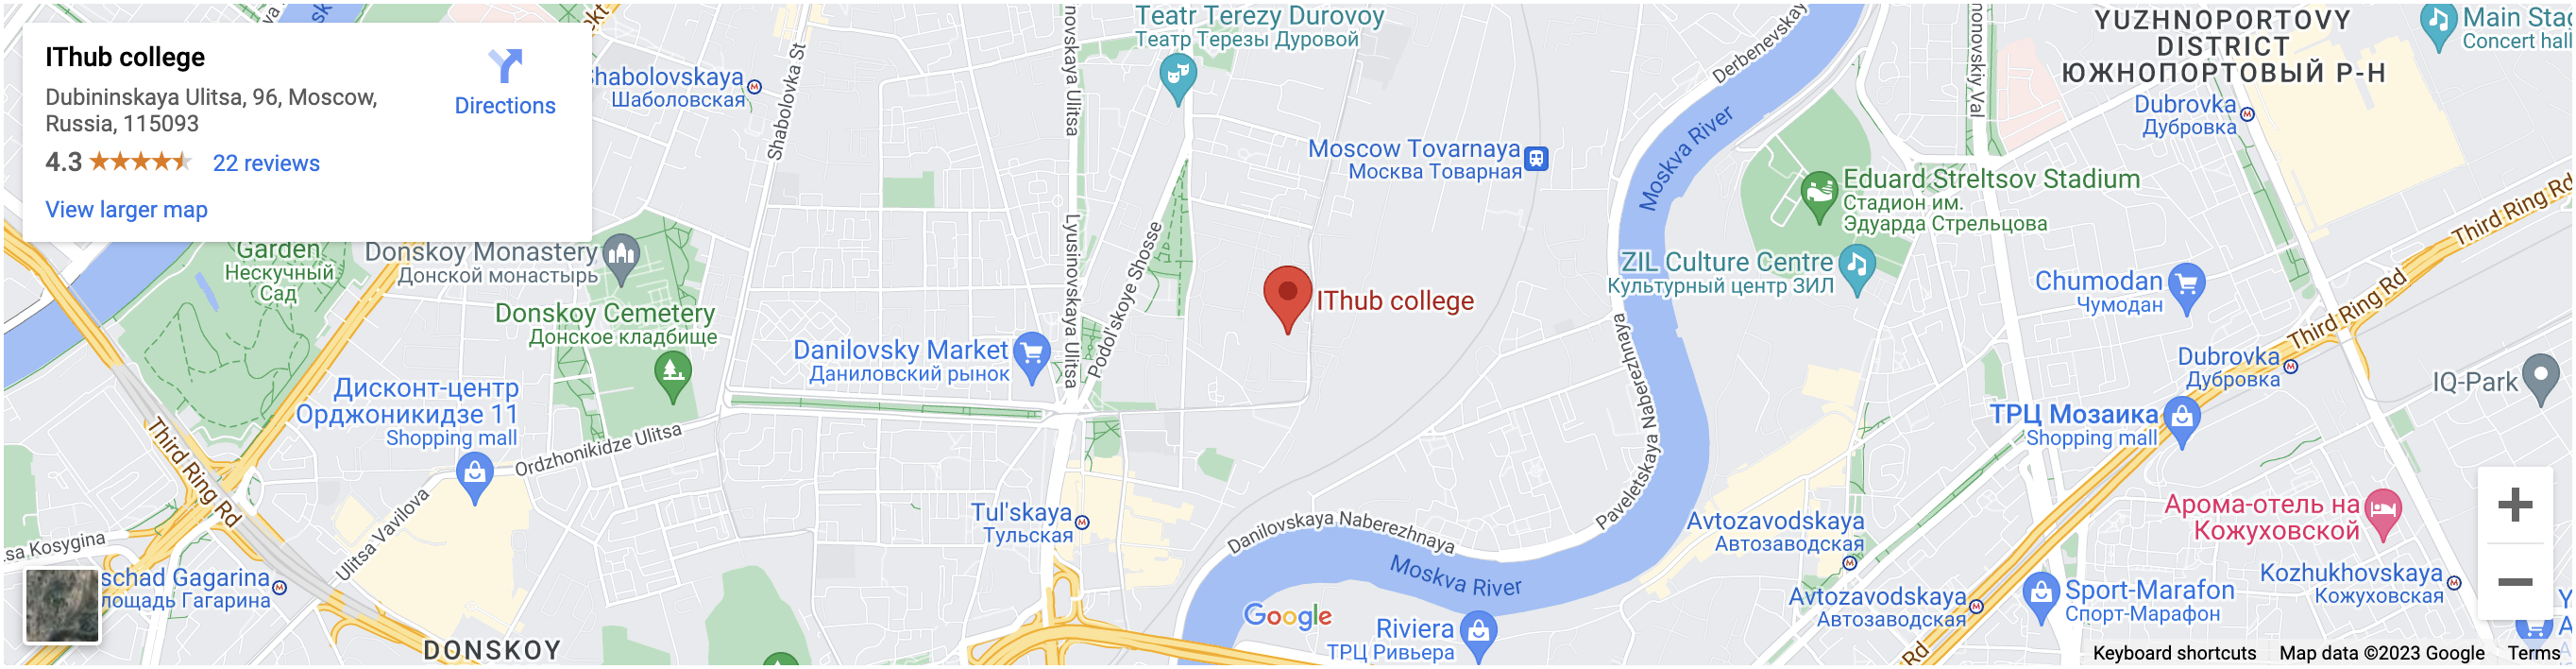 IThub college
Directions
Dubininskaya Ulitsa, 96, Moscow,
Russia, 115093
4.3
22 reviews
View larger map
Teatr Terezy Durovoy
Театр Терезы Дуровой
Shabolovskaya
Шаболовская
Shabolovka St
Lyusinovskaya Ulitsa
Podol'skoye Shosse
Moscow Tovarnaya
Москва Товарная
Moskva River
YUZHNOPORTOVY
DISTRICT
ЮЖНОПОРТОВЫЙ Р-Н
Concert hall
Dubrovka
Дубровка
Eduard Streltsov Stadium
Стадион им.
Эдуарда Стрельцова
Third Ring Rd
Garden
Нескучный
Сад
Donskoy Monastery
Донской монастырь
ZIL Culture Centre
Культурный центр ЗИЛ
Chumodan
Чумодан
IThub college
Donskoy Cemetery
Донское кладбище
Danilovsky Market
Даниловский рынок
Third Ring Rd
Dubrovka
Дубровка
IQ-Park
Дисконт-центр
Орджоникидзе 11
Shopping mall
ТРЦ Мозаика
Shopping mall
Ordzhonikidze Ulitsa
Third Ring Rd
Ulitsa Vavilova
Paveletskaya Naberezhnaya
Tul'skaya
Тульская
Danilovskaya Naberezhnaya
Avtozavodskaya
Автозаводская
Арома-отель на
Кожуховской
Kosygina
Gagarina
Гагарина
Moskva River
Kozhukhovskaya
Кожуховская
Avtozavodskaya
Автозаводская
Sport-Marafon
Спорт-Марафон
Google
Riviera
ТРЦ Ривьера
DONSKOY
Rd
Keyboard shortcuts
Map data ©2023 Google
Terms